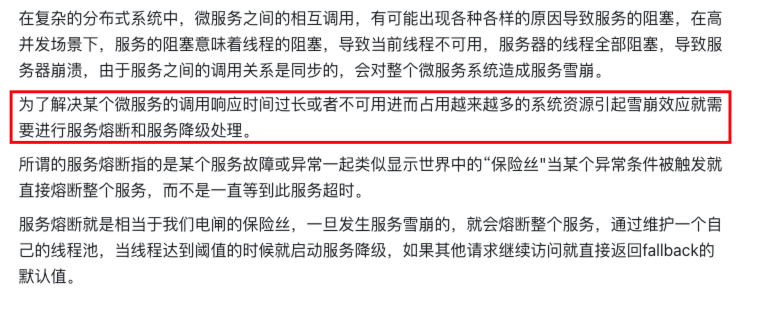 在复杂的分布式系统中，微服务之间的相互调用，有可能出现各种各样的原因导致服务的阻塞，在高
并发场景下，服务的阻塞意味着线程的阻塞，导致当前线程不可用，服务器的线程全部阻塞，导致服
务器崩溃，由于服务之间的调用关系是同步的，会对整个微服务系统造成服务雪崩。
为了解决某个微服务的调用响应时间过长或者不可用进而占用越来越多的系统资源引起雪崩效应就需
要进行服务熔断和服务降级处理。
所谓的服务熔断指的是某个服务故障或异常一起类似显示世界中的“保险丝"当某个异常条件被触发就
直接熔断整个服务，而不是一直等到此服务超时。
服务熔断就是相当于我们电闸的保险丝，一旦发生服务雪崩的，就会熔断整个服务，通过维护一个自
己的线程池，当线程达到阈值的时候就启动服务降级，如果其他请求继续访问就直接返回fallback的
默认值。